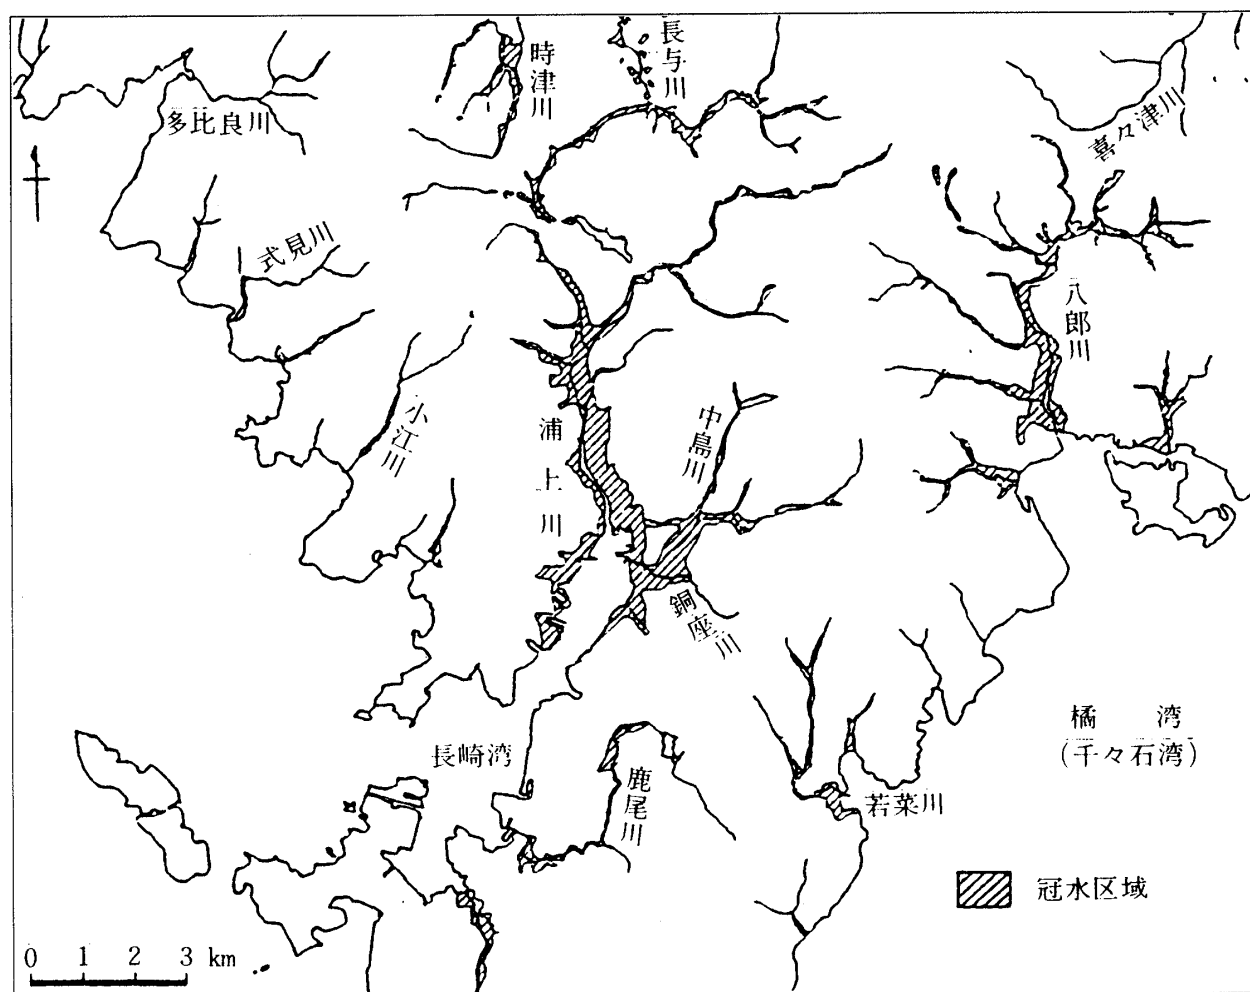 長与川
時津川
多比良川
喜々津川
式見川
八郎川
小江川
中島川
浦上川
銅座川
橘湾
(千々石湾)
長崎湾
鹿尾川
若菜川
冠水区域
0 1 2 3 km